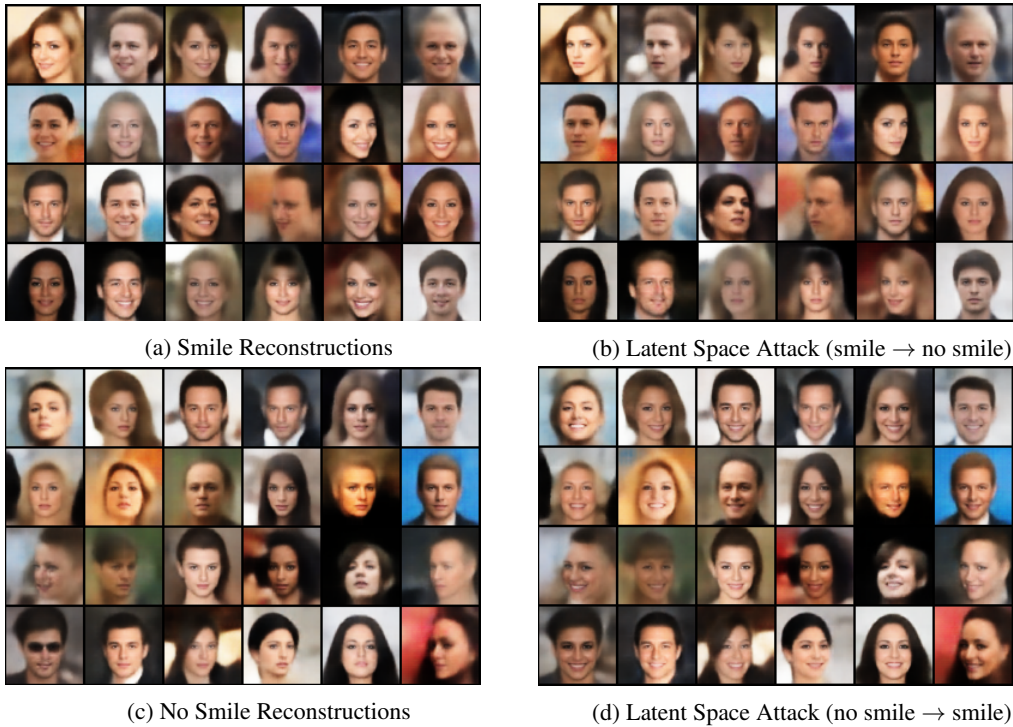 (a) Smile Reconstructions
(b) Latent Space Attack (smile → no smile)
(c) No Smile Reconstructions
(d) Latent Space Attack (no smile → smile)